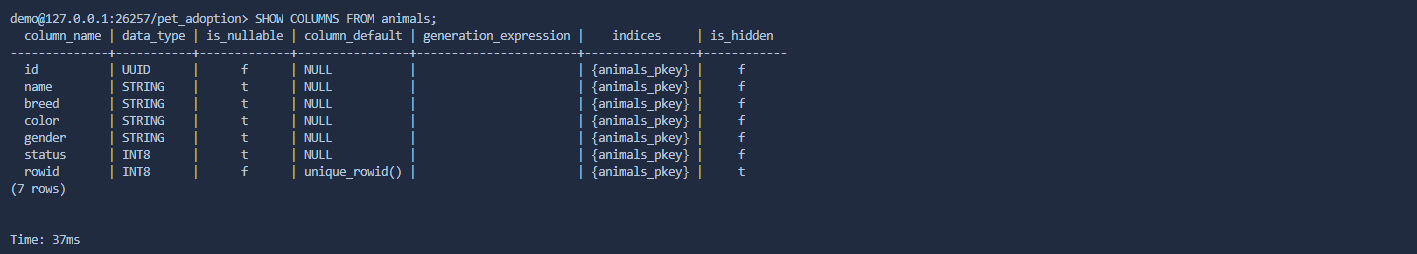 demo@127.0.0.1:26257/pet_adoption> SHOW COLUMNS FROM animals;
  column_name | data_type | is_nullable | column_default | generation_expression |    indices     | is_hidden
--------------+-----------+-------------+----------------+-----------------------+----------------+------------
  id          | UUID      |      f      | NULL           |                       | {animals_pkey} |     f
  name        | STRING    |      t      | NULL           |                       | {animals_pkey} |     f
  breed       | STRING    |      t      | NULL           |                       | {animals_pkey} |     f
  color       | STRING    |      t      | NULL           |                       | {animals_pkey} |     f
  gender      | STRING    |      t      | NULL           |                       | {animals_pkey} |     f
  status      | INT8      |      t      | NULL           |                       | {animals_pkey} |     f
  rowid       | INT8      |      f      | unique_rowid() |                       | {animals_pkey} |     t
(7 rows)
Time: 37ms